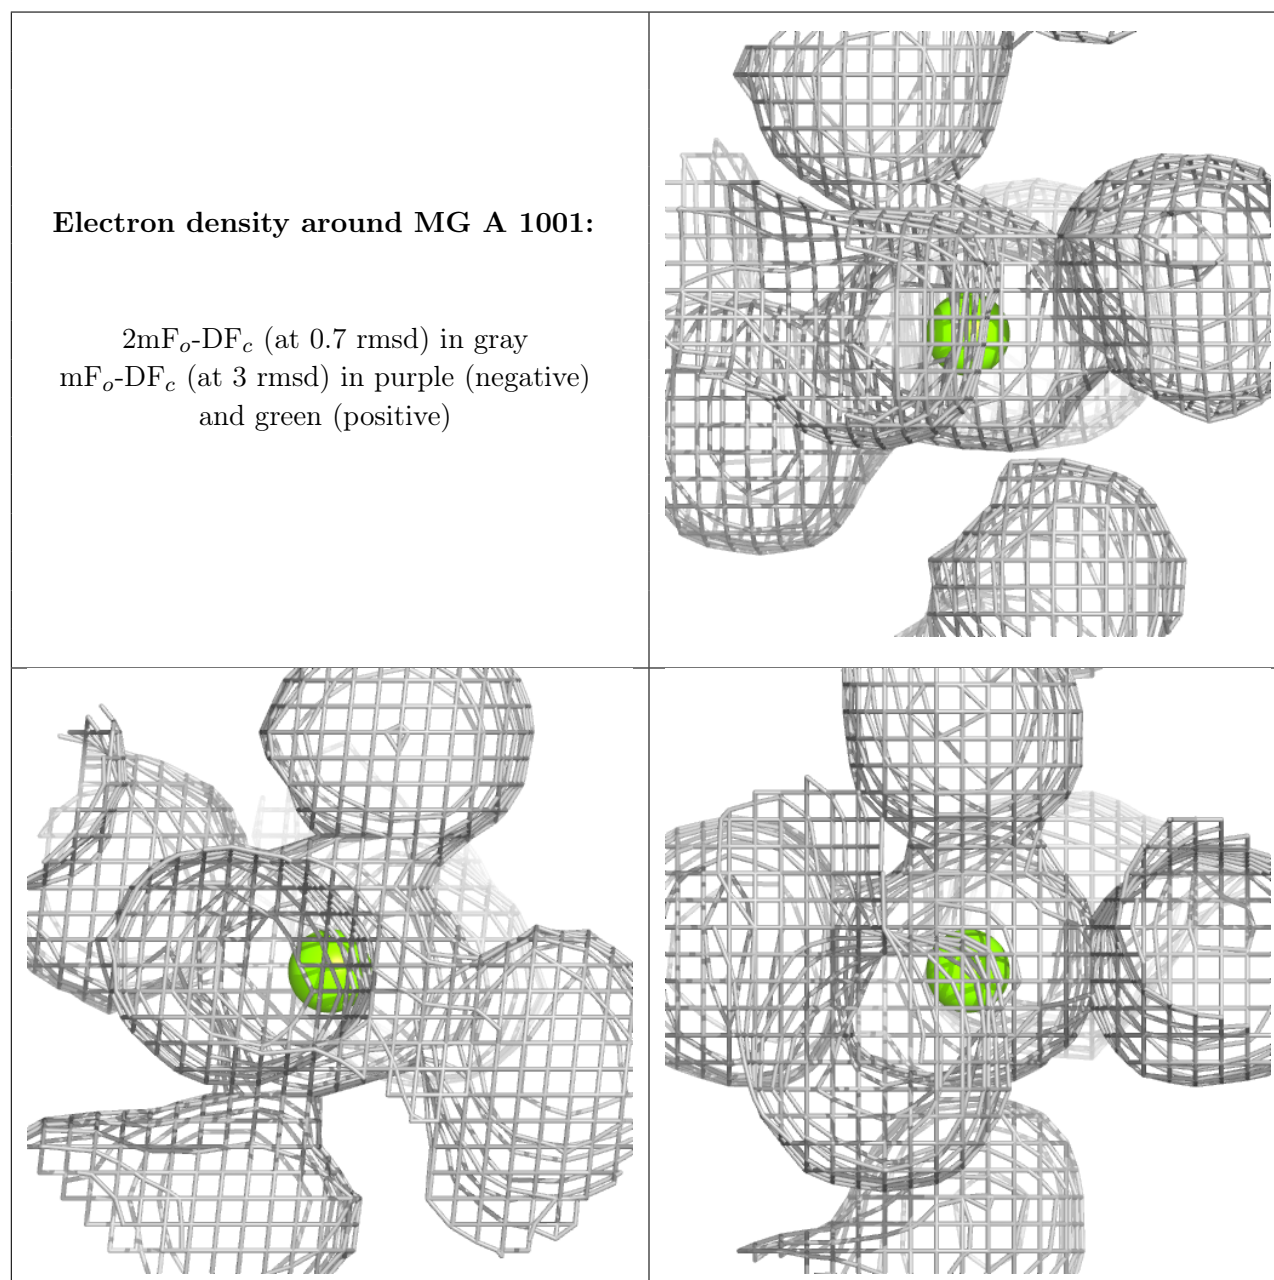 Electron density around MG A 1001:
2mFo-DFc (at 0.7 rmsd) in gray
mFo-DFc (at 3 rmsd) in purple (negative)
and green (positive)